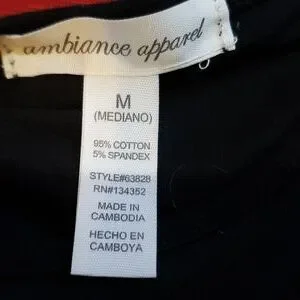 ambiance apparel
M
(MEDIANO)
95% COTTON
5% SPANDEX
STYLE#63828
RN#134352
MADE IN
CAMBODIA
HECHO EN
CAMBOYA